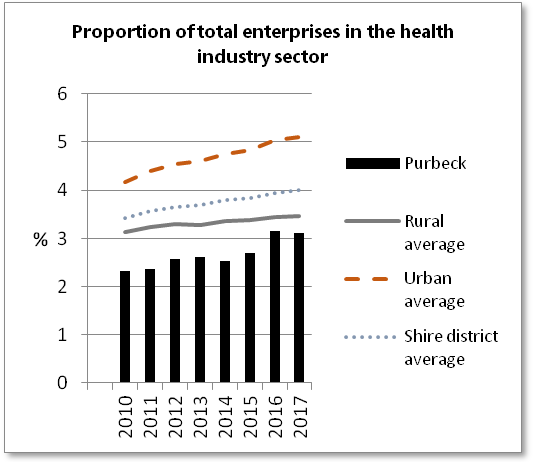 Proportion of total enterprises in the health
industry sector
6
5
4
3
2
1
0
%
2010
2011
2012
2013
2014
2015
2016
2017
Purbeck
Rural
average
Urban
average
Shire district
average